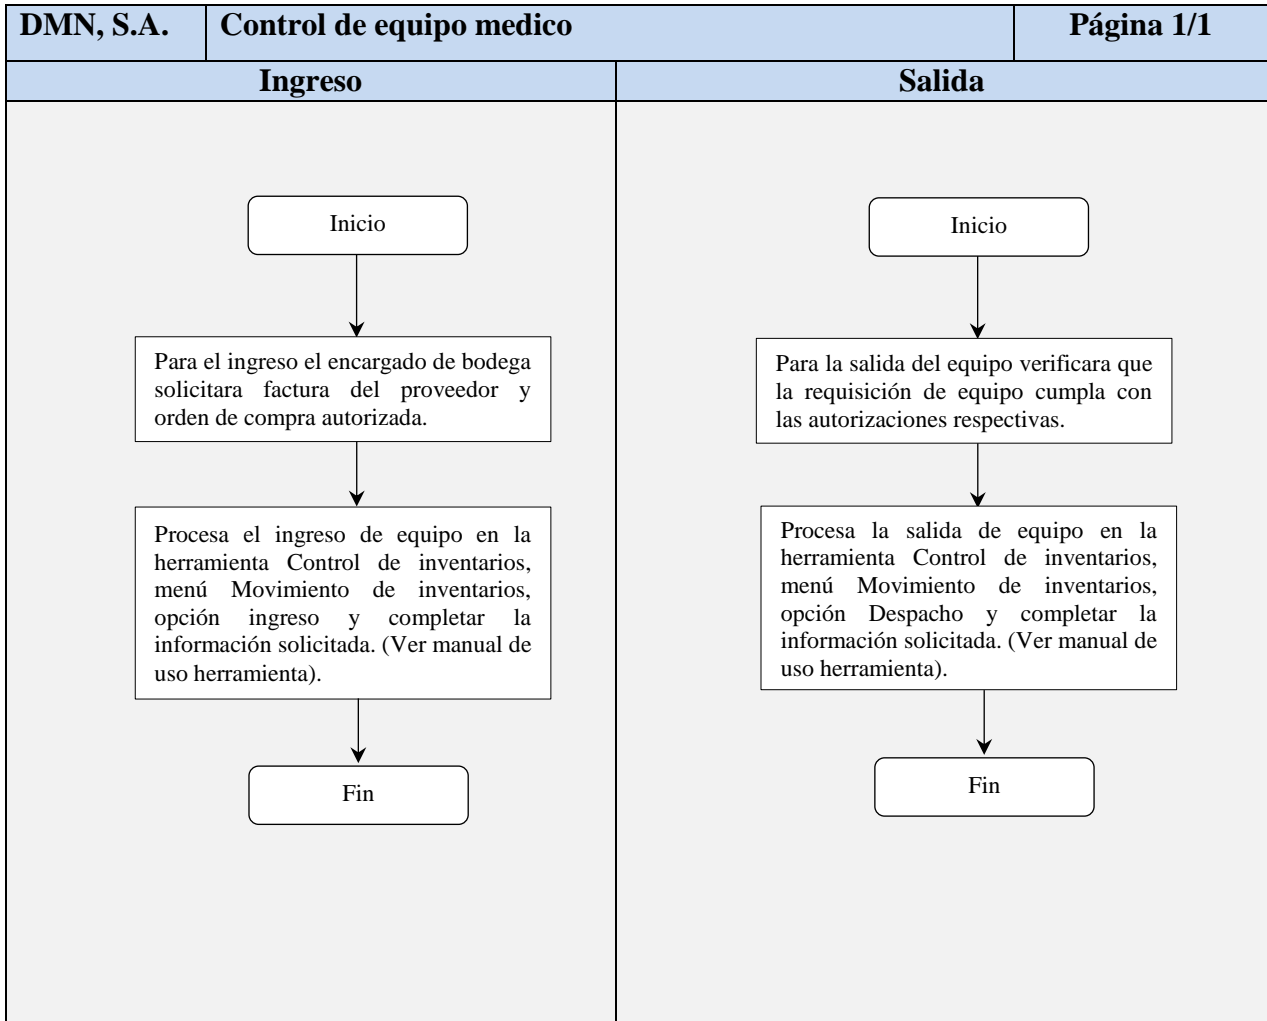 DMN, S.A.
Control de equipo medico
Página 1/1
Ingreso
Salida
Inicio
Para el ingreso el encargado de bodega
solicitara factura del proveedor y
orden de compra autorizada.
Procesa el ingreso de equipo en la
herramienta Control de inventarios,
menú Movimiento de inventarios,
opción ingreso y completar la
información solicitada. (Ver manual de
uso herramienta).
Fin
Inicio
Para la salida del equipo verificara que
la requisición de equipo cumpla con
las autorizaciones respectivas.
Procesa la salida de equipo en la
herramienta Control de inventarios,
menú Movimiento de inventarios,
opción Despacho y completar la
información solicitada. (Ver manual de
uso herramienta).
Fin